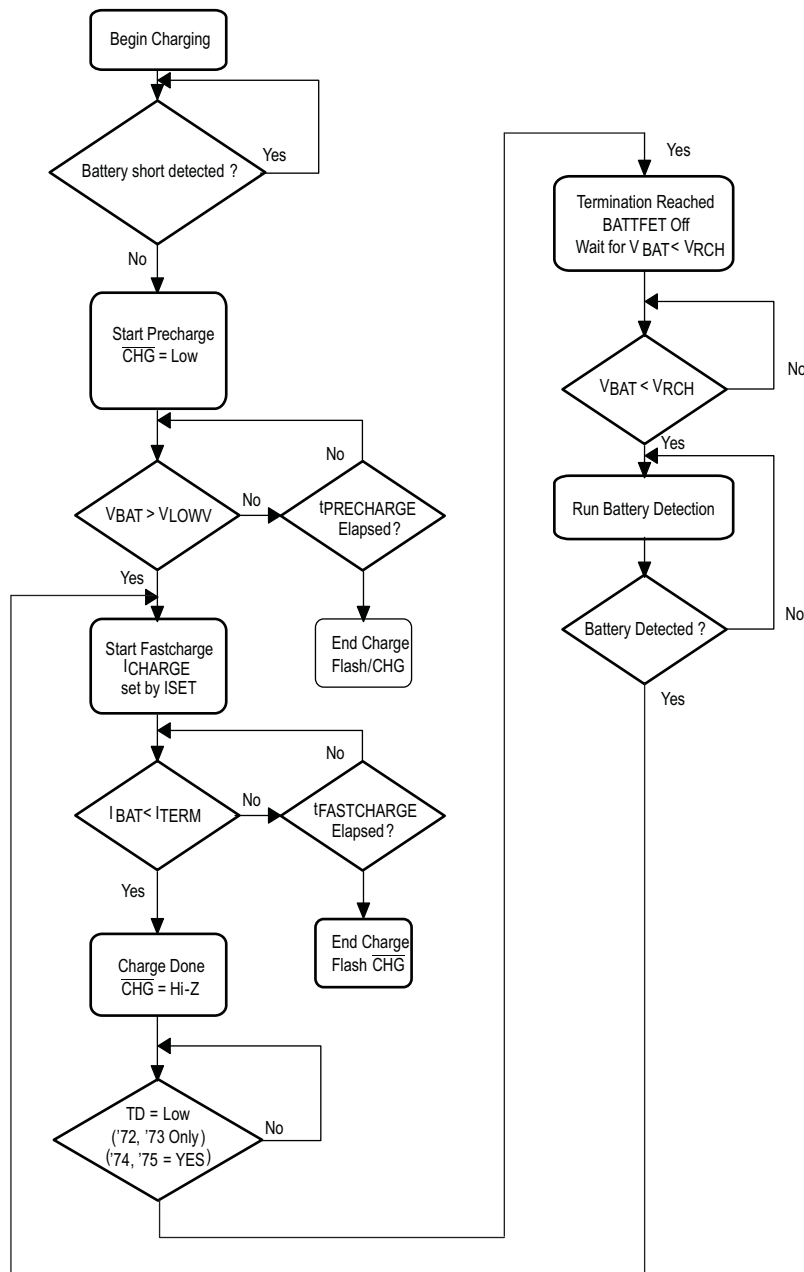 Begin Charging
Battery short detected ?
Yes
No
Start Precharge
CHG = Low
No
VBAT > VLOWV
No
tPRECHARGE
Elapsed?
Yes
Start Fastcharge
ICHARGE
set by ISET
End Charge
Flash/CHG
No
IBAT < ITERM
No
tFASTCHARGE
Elapsed?
Yes
End Charge
Flash CHG
Charge Done
CHG = Hi-Z
TD = Low
('72, '73 Only)
('74, '75 = YES)
No
Yes
Termination Reached
BATTFET Off
Wait for VBAT < VRCH
VBAT < VRCH
No
Yes
Run Battery Detection
Battery Detected ?
No
Yes